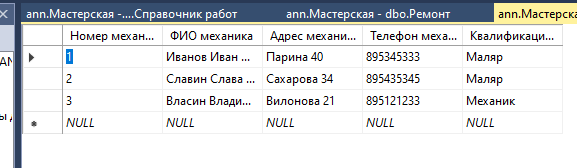 ann.Мастерская -....Справочник работ ann.Мастерская - dbo.Ремонт ann.Мастерска
Номер механ... ФИО механика Адрес механи... Телефон меха... Квалификаци...
1 Иванов Иван ... Парина 40 895345333 Маляр
2 Славин Слава ... Сахарова 34 895435345 Маляр
3 Власин Влади... Вилонова 21 895121233 Механик
NULL NULL NULL NULL NULL